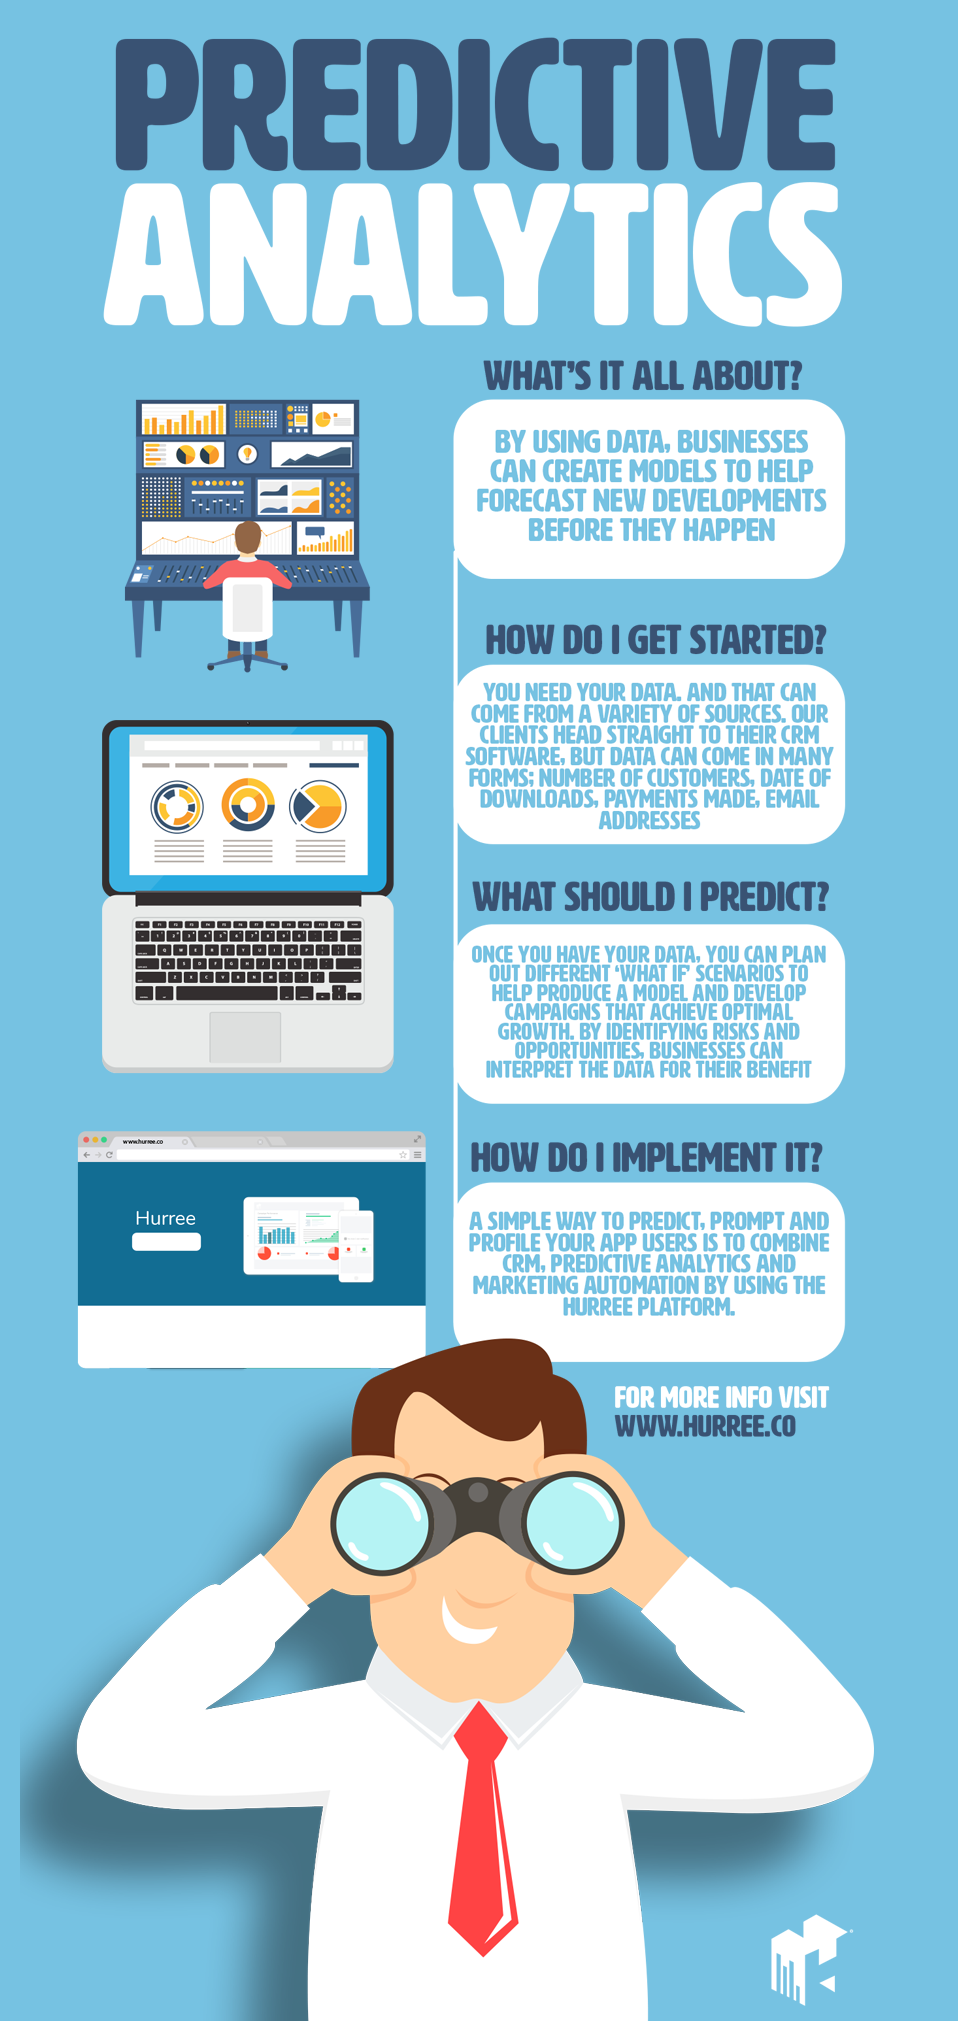 PREDICTIVE
ANALYTICS
WHAT'S IT ALL ABOUT?
BY USING DATA, BUSINESSES
CAN CREATE MODELS TO HELP
FORECAST NEW DEVELOPMENTS
BEFORE THEY HAPPEN
HOW DO I GET STARTED?
YOU NEED YOUR DATA. AND THAT CAN
COME FROM A VARIETY OF SOURCES. OUR
CLIENTS HEAD STRAIGHT TO THEIR CRM
SOFTWARE, BUT DATA CAN COME IN MANY
FORMS; NUMBER OF CUSTOMERS, DATE OF
DOWNLOADS, PAYMENTS MADE, EMAIL
ADDRESSES
WHAT SHOULD I PREDICT?
ONCE YOU HAVE YOUR DATA, YOU CAN PLAN
OUT DIFFERENT 'WHAT IF' SCENARIOS TO
HELP PRODUCE A MODEL AND DEVELOP
CAMPAIGNS THAT ACHIEVE OPTIMAL
GROWTH. BY IDENTIFYING RISKS AND
OPPORTUNITIES, BUSINESSES CAN
INTERPRET THE DATA FOR THEIR BENEFIT
www.hurree.co
Hurree
HOW DO I IMPLEMENT IT?
A SIMPLE WAY TO PREDICT, PROMPT AND
PROFILE YOUR APP USERS IS TO COMBINE
CRM, PREDICTIVE ANALYTICS AND
MARKETING AUTOMATION BY USING THE
HURREE PLATFORM.
FOR MORE INFO VISIT
WWW.HURREE.CO